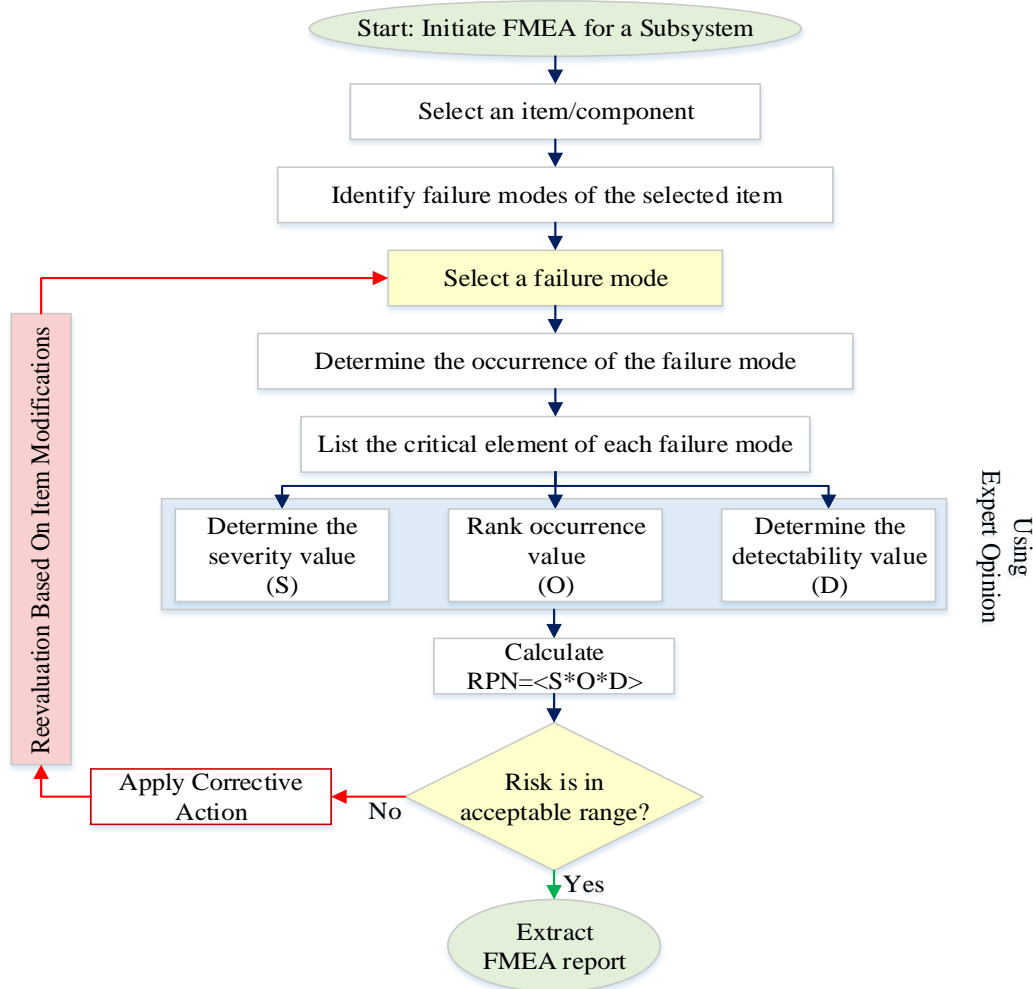 Start: Initiate FMEA for a Subsystem
Select an item/component
Identify failure modes of the selected item
Select a failure mode
Determine the occurrence of the failure mode
List the critical element of each failure mode
Determine the
severity value
(S)
Rank occurrence
value
(O)
Determine the
detectability value
(D)
Using
Expert Opinion
Calculate
RPN=<S*O*D>
Risk is in
acceptable range?
No
Apply Corrective
Action
Reevaluation Based On Item Modifications
Yes
Extract
FMEA report